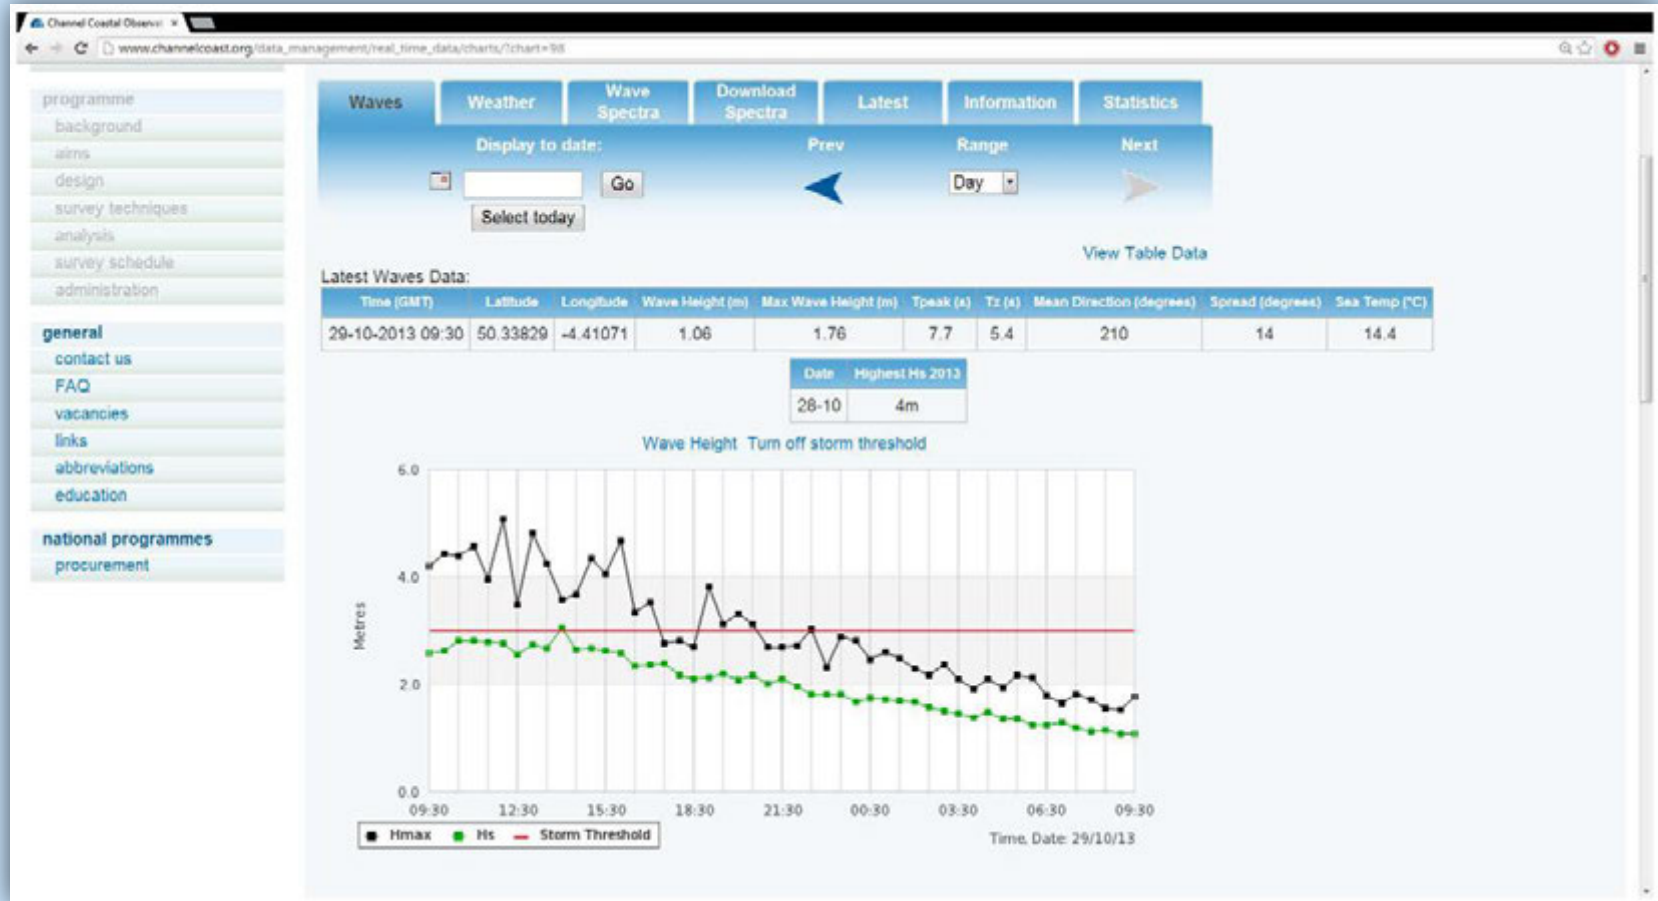 Channel Coastal Observat ×
www.channelcoast.org/data_management/real_time_data/charts/?chart=98
programme
background
aims
design
survey techniques
analysis
survey schedule
administration
general
contact us
FAQ
vacancies
links
abbreviations
education
national programmes
procurement
Waves Weather Wave Spectra Download Spectra Latest Information Statistics
Display to date: Prev Range Next
Go Day
Select today
View Table Data
Latest Waves Data:
Time (GMT) Latitude Longitude Wave Height (m) Max Wave Height (m) Tpeak (s) Tz (s) Mean Direction (degrees) Spread (degrees) Sea Temp (°C)
29-10-2013 09:30 50.33829 -4.41071 1.06 1.76 7.7 5.4 210 14 14.4
Date Highest Hs 2013
28-10 4m
Wave Height Turn off storm threshold
6.0
4.0
Metres
2.0
0.0
09:30 12:30 15:30 18:30 21:30 00:30 03:30 06:30 09:30
Hmax Hs Storm Threshold
Time, Date: 29/10/13